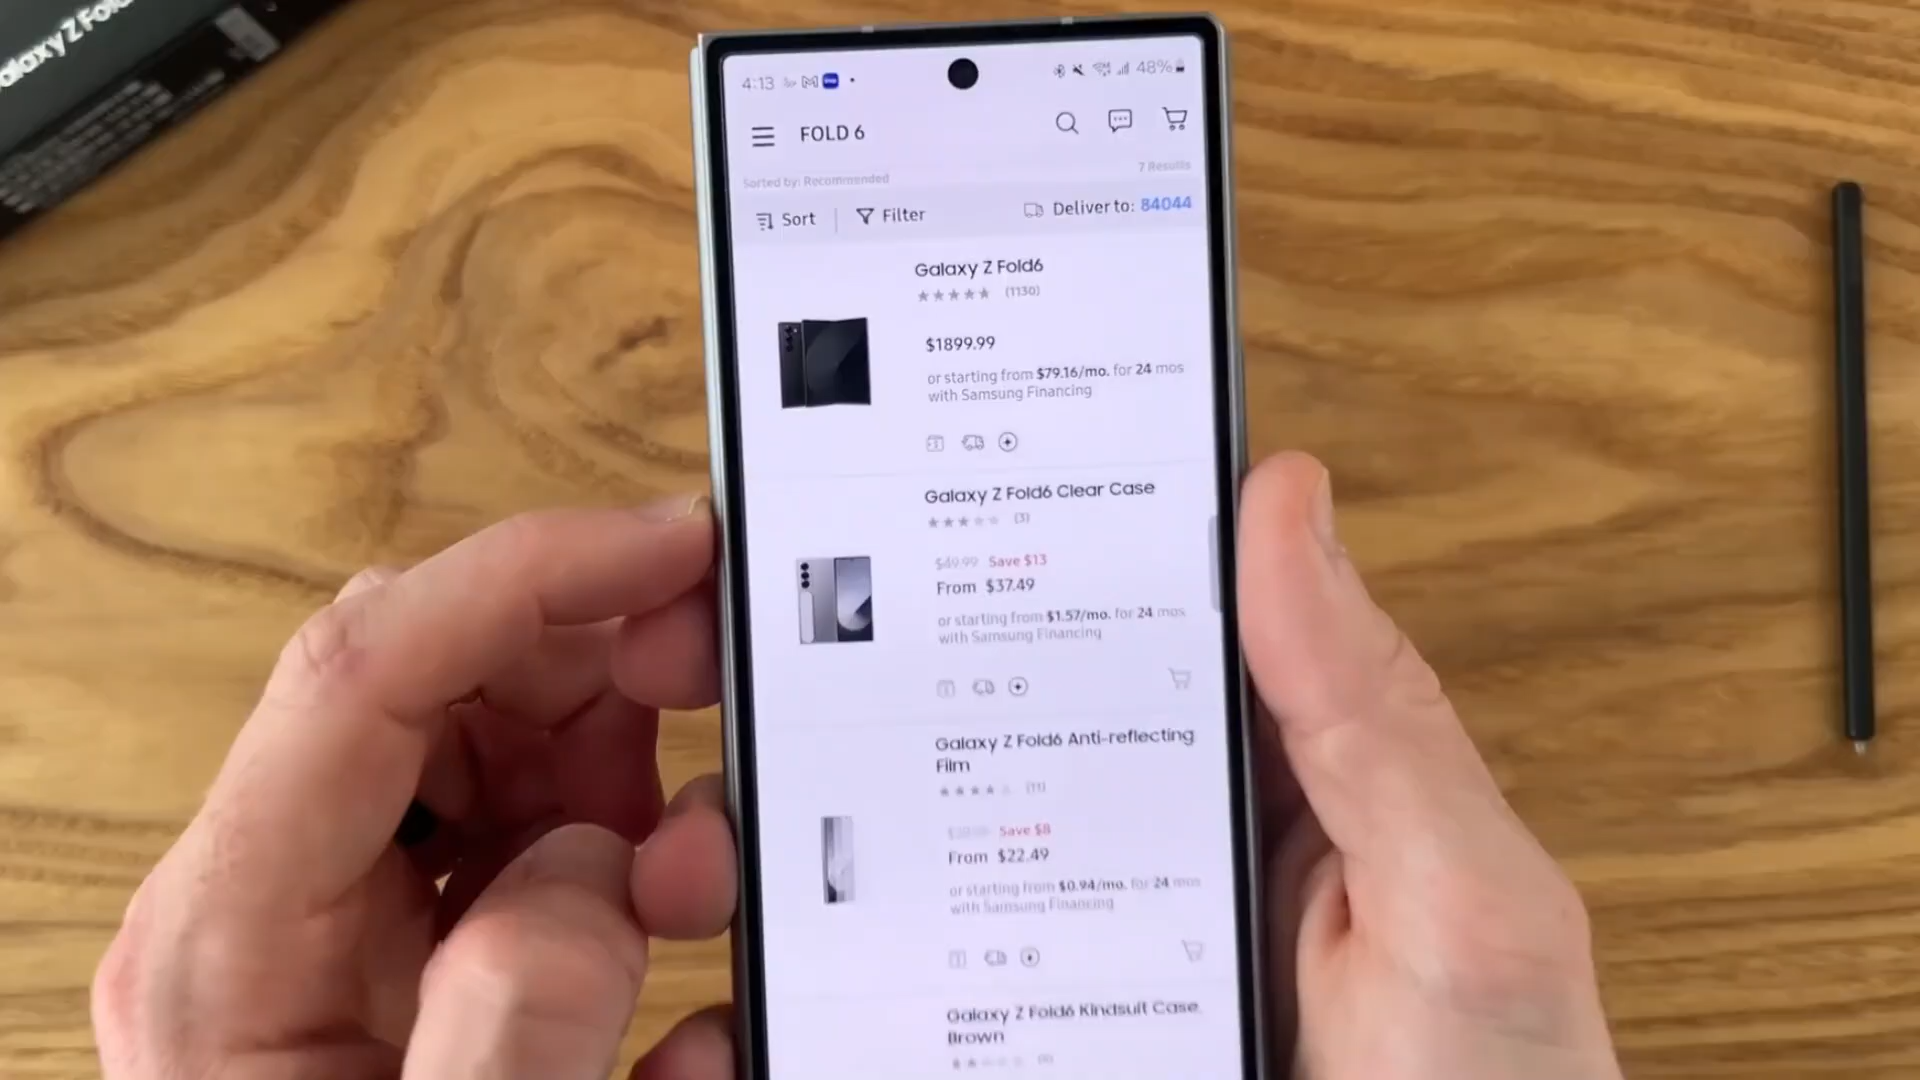 Galaxy Z Fold
4:13
48%
FOLD 6
Sorted by: Recommended
7 Results
Sort
Filter
Deliver to: 84044
Galaxy Z Fold6
(1130)
$1899.99
or starting from $79.16/mo. for 24 mos
with Samsung Financing
Galaxy Z Fold6 Clear Case
(3)
$49.99 Save $13
From $37.49
or starting from $1.57/mo. for 24 mos
with Samsung Financing
Galaxy Z Fold6 Anti-reflecting
Film
(11)
Save $8
From $22.49
or starting from $0.94/mo. for 24 mos
with Samsung Financing
Galaxy Z Fold6 Kindsuit Case,
Brown